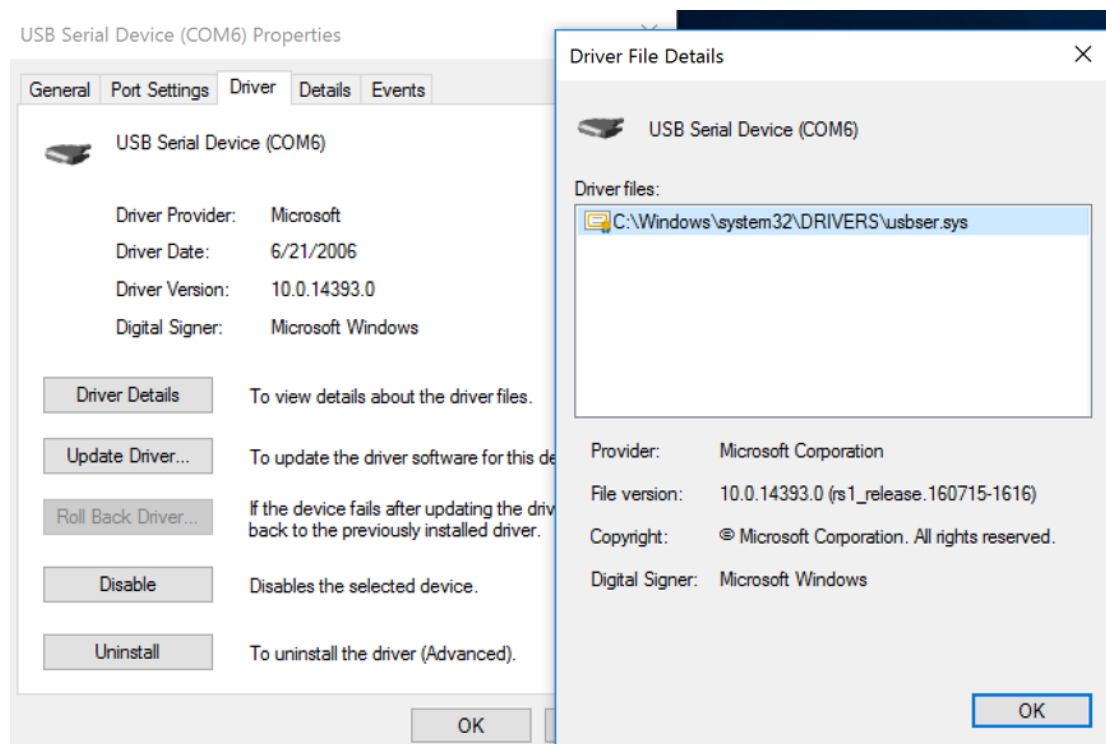 USB Serial Device (COM6) Properties
General Port Settings Driver Details Events
USB Serial Device (COM6)
Driver Provider: Microsoft
Driver Date: 6/21/2006
Driver Version: 10.0.14393.0
Digital Signer: Microsoft Windows
Driver Details To view details about the driver files.
Update Driver... To update the driver software for this de
Roll Back Driver... If the device fails after updating the driv
back to the previously installed driver.
Disable Disables the selected device.
Uninstall To uninstall the driver (Advanced).
OK
Driver File Details
USB Serial Device (COM6)
Driver files:
C:\Windows\system32\DRIVERS\usbser.sys
Provider: Microsoft Corporation
File version: 10.0.14393.0 (rs1_release.160715-1616)
Copyright: © Microsoft Corporation. All rights reserved.
Digital Signer: Microsoft Windows
OK